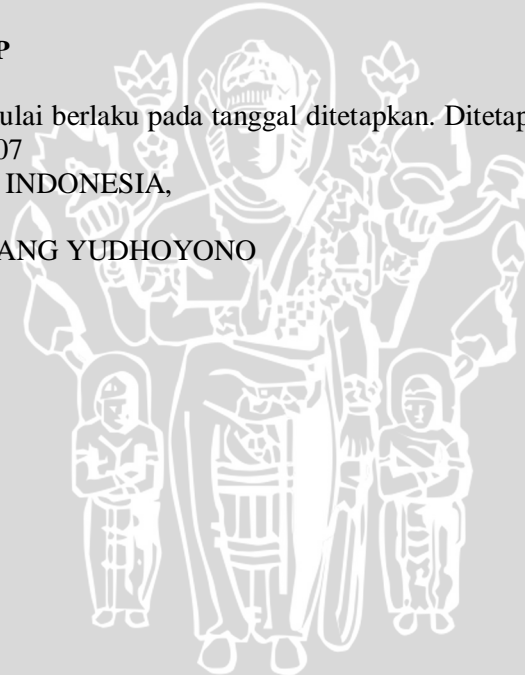 P
ulai berlaku pada tanggal ditetapkan. Ditetap
07
INDONESIA,
ANG YUDHOYONO